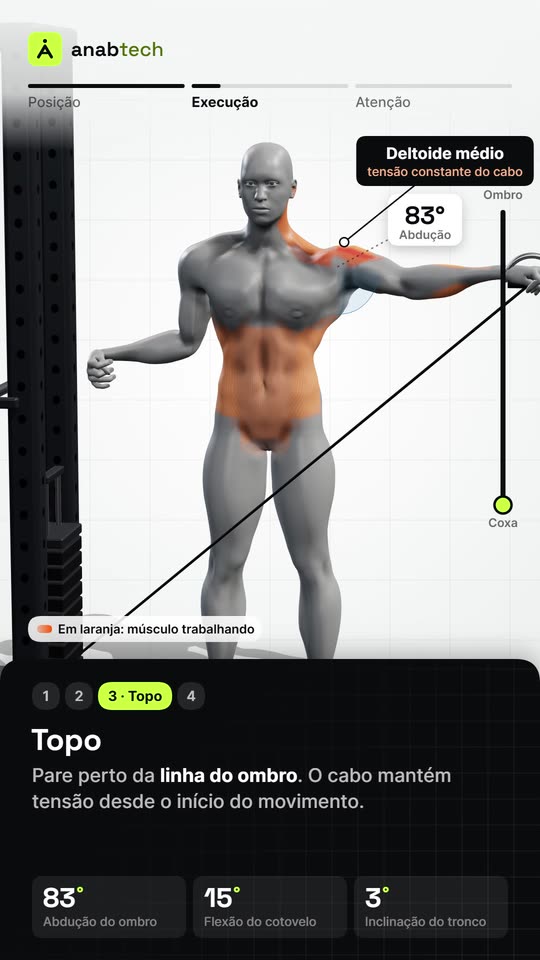 anabtech
Posição
Execução
Atenção
Deltoide médio
tensão constante do cabo
Ombro
83°
Abdução
Coxa
Em laranja: músculo trabalhando
1
2
3 · Topo
4
Topo
Pare perto da linha do ombro. O cabo mantém
tensão desde o início do movimento.
83°
Abdução do ombro
15°
Flexão do cotovelo
3°
Inclinação do tronco